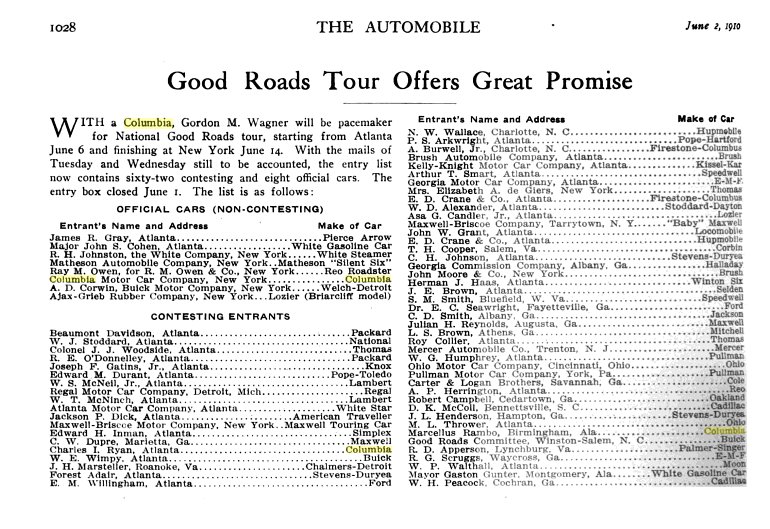 1028
THE AUTOMOBILE
June 2, 1910
Good Roads Tour Offers Great Promise
WITH a Columbia, Gordon M. Wagner will be pacemaker
for National Good Roads tour, starting from Atlanta
June 6 and finishing at New York June 14. With the mails of
Tuesday and Wednesday still to be accounted, the entry list
now contains sixty-two contesting and eight official cars. The
entry box closed June 1. The list is as follows:
OFFICIAL CARS (NON-CONTESTING)
Entrant's Name and Address Make of Car
James R. Gray, Atlanta Pierce Arrow
Major John S. Cohen, Atlanta White Gasoline Car
R. H. Johnston, the White Company, New York White Steamer
Matheson Automobile Company, New York Matheson "Silent Six"
Ray M. Owen, for R. M. Owen & Co., New York Reo Roadster
Columbia Motor Car Company, New York Columbia
A. D. Corwin, Buick Motor Company, New York Welch-Detroit
Ajax-Grieb Rubber Company, New York Lozier (Briarcliff model)
CONTESTING ENTRANTS
Beaumont Davidson, Atlanta Packard
W. J. Stoddard, Atlanta National
Colonel J. J. Woodside, Atlanta Thomas
R. E. O'Donnelley, Atlanta Packard
Joseph F. Gatins, Jr., Atlanta Knox
Edward M. Durant, Atlanta Pope-Toledo
W. S. McNeil, Jr., Atlanta Lambert
Regal Motor Car Company, Detroit, Mich Regal
W. T. McNinch, Atlanta Lambert
Atlanta Motor Car Company, Atlanta White Star
Jackson P. Dick, Atlanta American Traveller
Maxwell-Briscoe Motor Company, New York Maxwell Touring Car
Edward H. Inman, Atlanta Simplex
C. W. Dupre, Marietta, Ga. Maxwell
Charles I. Ryan, Atlanta Columbia
W. E. Wimpy, Atlanta Buick
J. H. Marsteller, Roanoke, Va Chalmers-Detroit
Forest Adair, Atlanta Stevens-Duryea
E. M. Willingham, Atlanta Ford
Entrant's Name and Address Make of Car
N. W. Wallace, Charlotte, N. C. Hupmobile
P. S. Arkwright, Atlanta Pope-Hartford
A. Burwell, Jr., Charlotte, N. C. Firestone-Columbus
Brush Automobile Company, Atlanta Brush
Kelly-Knight Motor Car Company, Atlanta Kissel-Kar
Arthur T. Smart, Atlanta Speedwell
Georgia Motor Car Company, Atlanta E-M-F.
Mrs. Elizabeth A. de Giers, New York Thomas
E. D. Crane & Co., Atlanta Firestone-Columbus
W. D. Alexander, Atlanta Stoddard-Dayton
Asa G. Candler, Jr., Atlanta Lozier
Maxwell-Briscoe Company, Tarrytown, N. Y. "Baby" Maxwell
John W. Grant, Atlanta Locomobile
E. D. Crane & Co., Atlanta Hupmobile
T. H. Cooper, Salem, Va Corbin
C. H. Johnson, Atlanta Stevens-Duryea
Georgia Commission Company, Albany, Ga Halladay
John Moore & Co., New York Brush
Herman J. Haas, Atlanta Winton Six
J. E. Brown, Atlanta Selden
S. M. Smith, Bluefield, W. Va Speedwell
Dr. E. C. Seawright, Fayetteville, Ga Ford
C. D. Smith, Albany, Ga Jackson
Julian H. Reynolds, Augusta, Ga Maxwell
L. S. Brown, Athens, Ga Mitchell
Roy Collier, Atlanta Thomas
Mercer Automobile Co., Trenton, N. J. Mercer
W. G. Humphrey, Atlanta Pullman
Ohio Motor Car Company, Cincinnati, Ohio Ohio
Pullman Motor Car Company, York, Pa Pullman
Carter & Logan Brothers, Savannah, Ga Cole
A. P. Herrington, Atlanta Reo
Robert Campbell, Cedartown, Ga Oakland
D. K. McColl, Bennettsville, S. C. Cadillac
J. L. Henderson, Hampton, Ga. Stevens-Duryea
M. L. Thrower, Atlanta Ohio
Marcellus Rambo, Birmingham, Ala Columbia
Good Roads Committee, Winston-Salem, N. C. Buick
R. D. Apperson, Lynchburg, Va Palmer-Singer
R. G. Scruggs, Waycross, Ga E-M-F
W. P. Walthall, Atlanta Moon
Mayor Gaston Gunter, Montgomery, Ala White Gasoline Car
W. H. Peacock, Cochran, Ga Cadillac